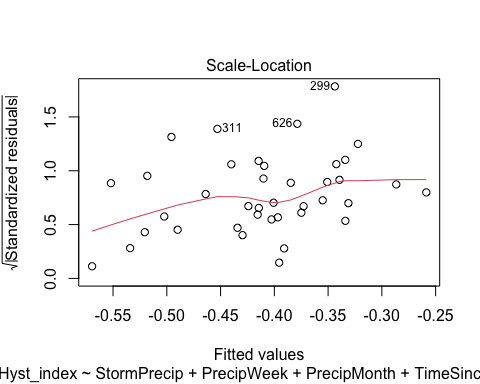 Scale-Location
299
626
311
√|Standardized residuals|
0.0 0.5 1.0 1.5
-0.55 -0.50 -0.45 -0.40 -0.35 -0.30 -0.25
Fitted values
Hyst_index ~ StormPrecip + PrecipWeek + PrecipMonth + TimeSinc